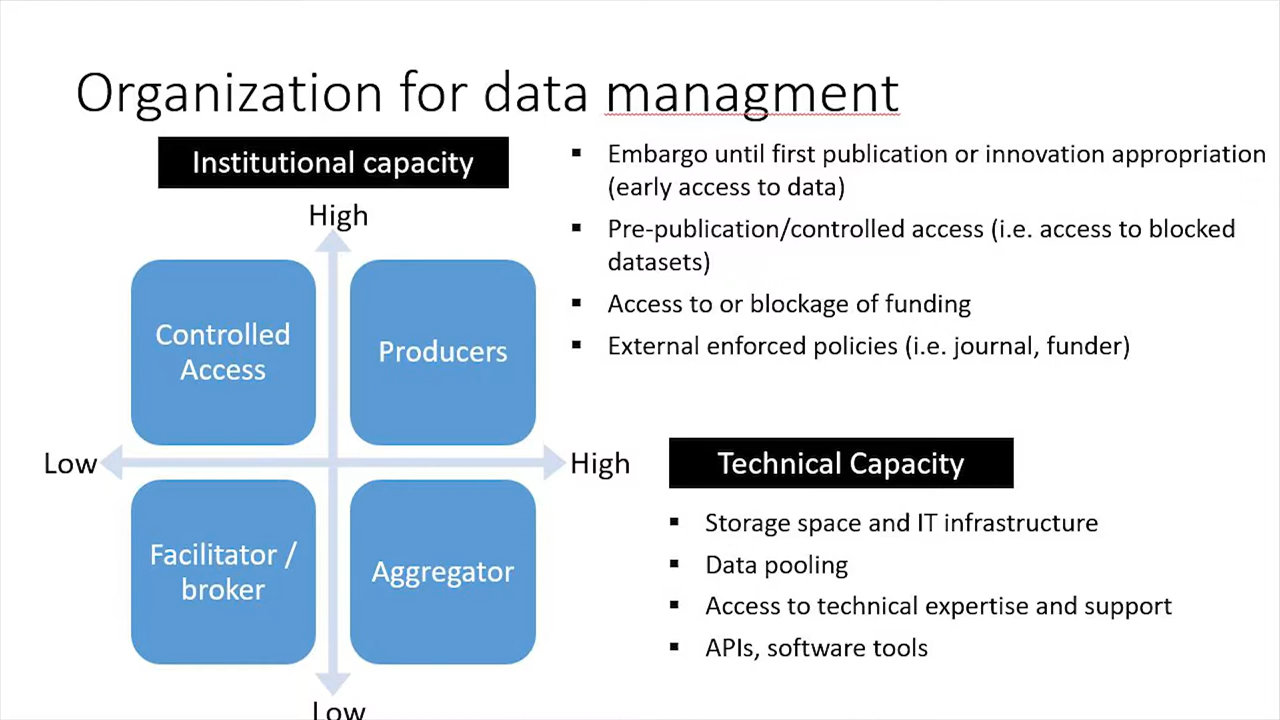 Organization for data managment
Institutional capacity
High
Controlled
Access
Producers
Low
High
Facilitator /
broker
Aggregator
Low
▪ Embargo until first publication or innovation appropriation
(early access to data)
▪ Pre-publication/controlled access (i.e. access to blocked
datasets)
▪ Access to or blockage of funding
▪ External enforced policies (i.e. journal, funder)
Technical Capacity
▪ Storage space and IT infrastructure
▪ Data pooling
▪ Access to technical expertise and support
▪ APIs, software tools